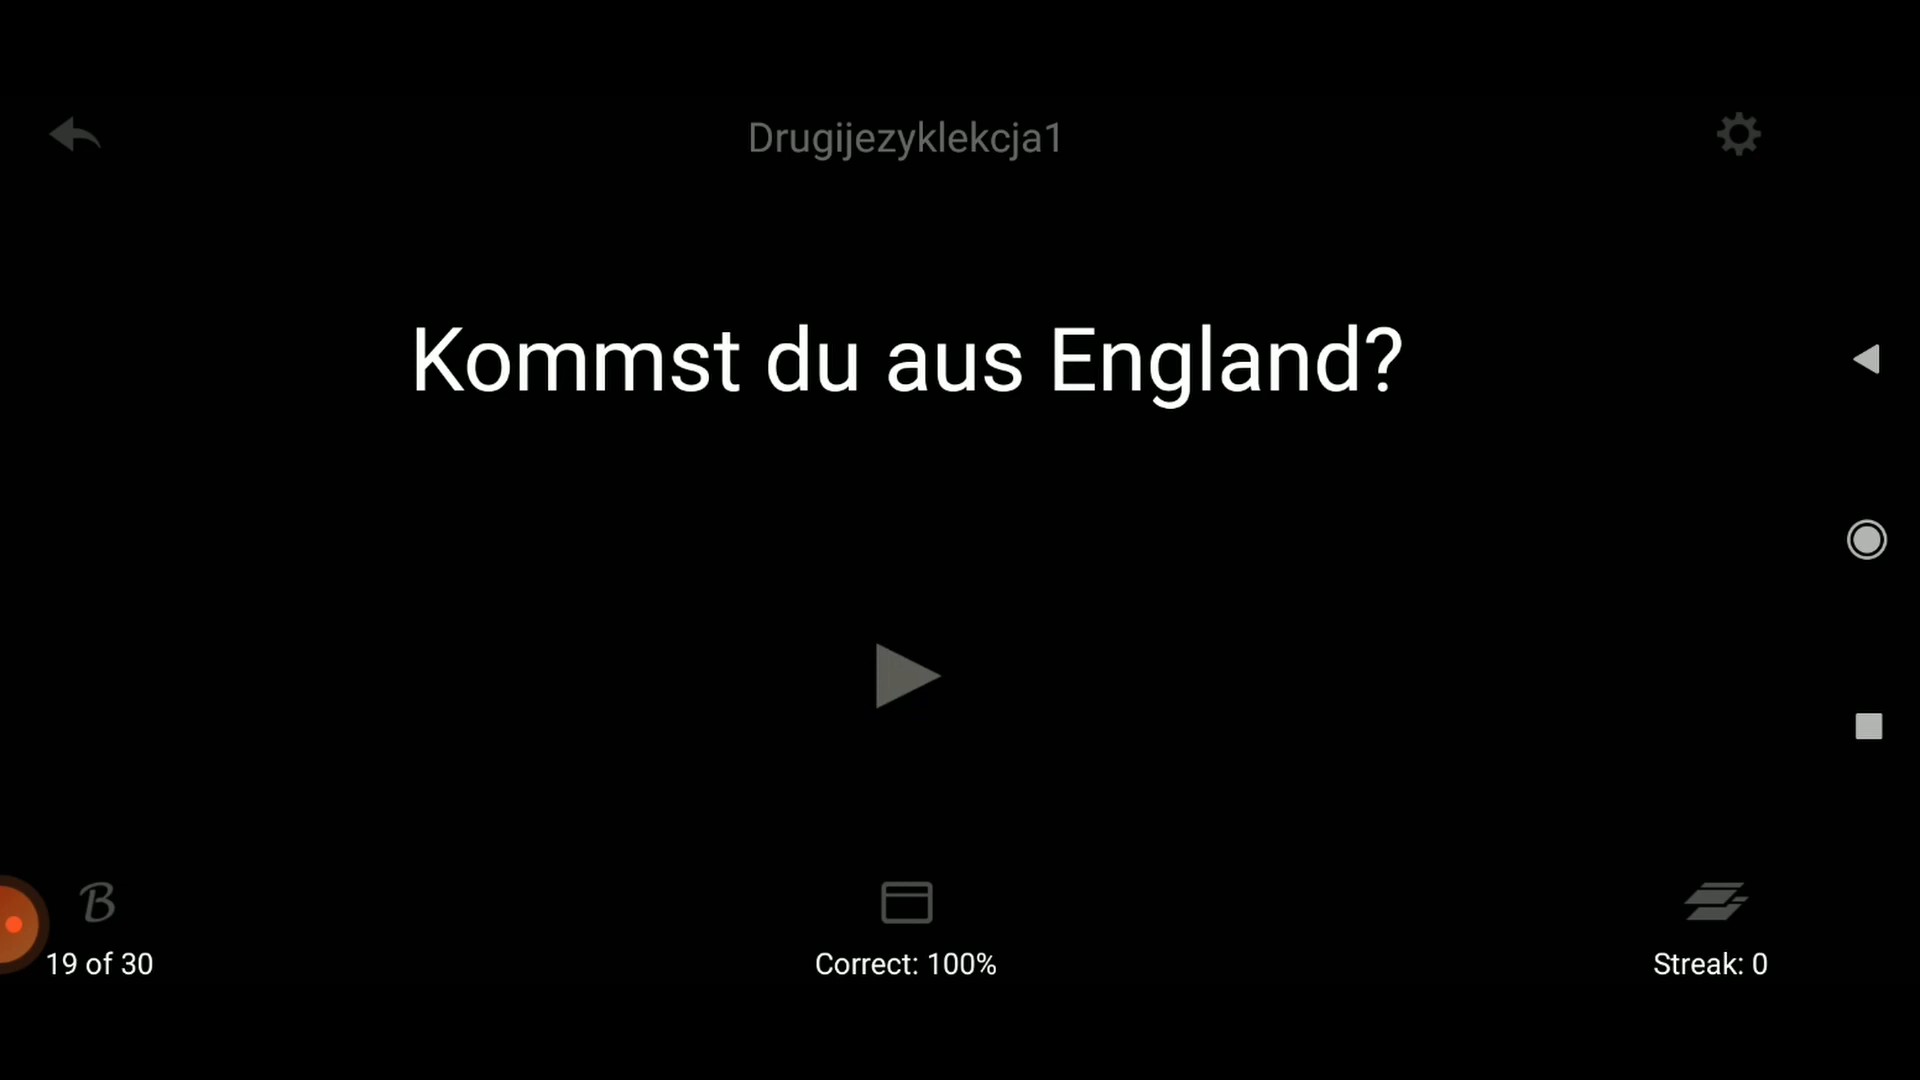 Drugijezyklekcja1
Kommst du aus England?
B
19 of 30
Correct: 100%
Streak: 0